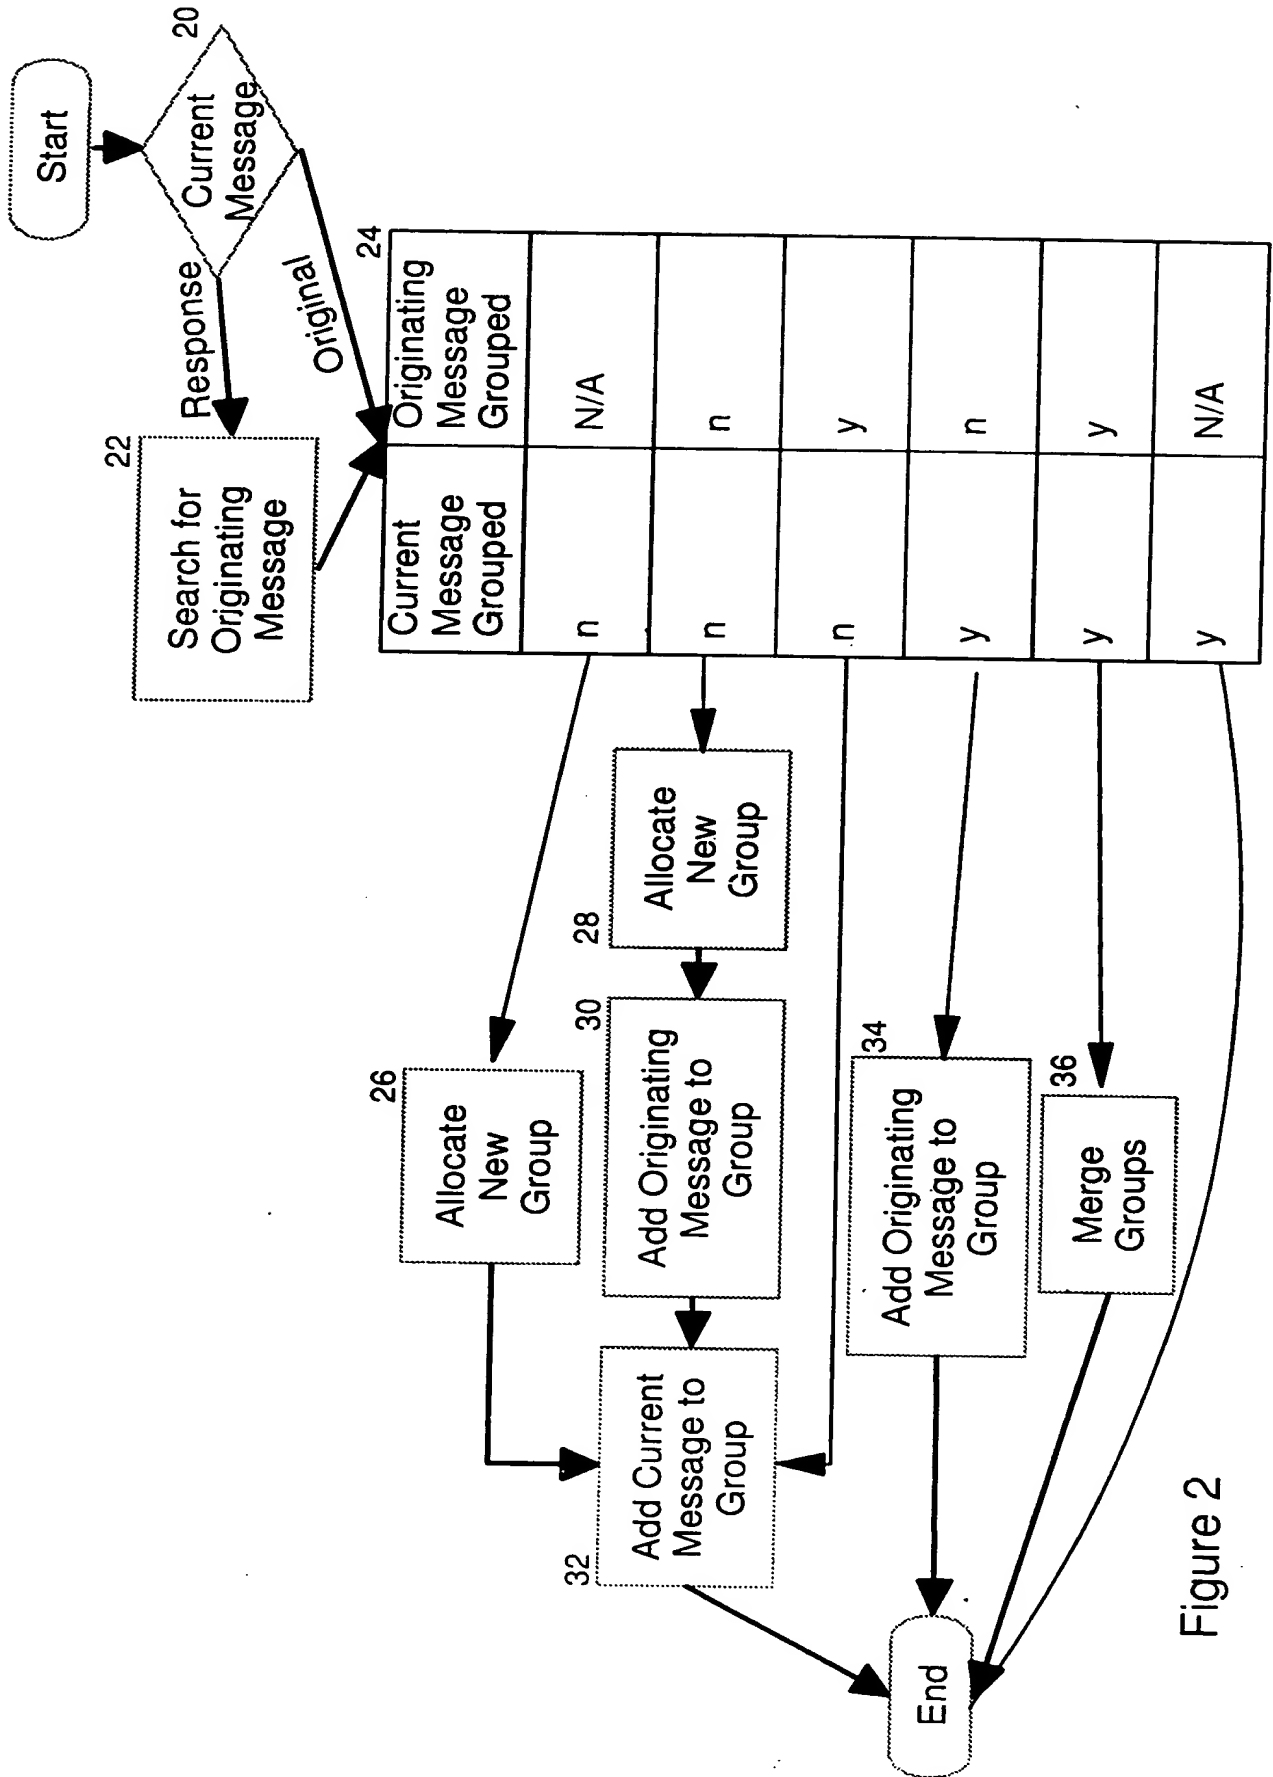 Start
20
Current
Message
Response
Original
22
Search for
Originating
Message
24
Current
Message
Grouped
Originating
Message
Grouped
n
N/A
n
n
n
y
y
n
y
y
y
N/A
26
Allocate
New
Group
28
Allocate
New
Group
30
Add Originating
Message to
Group
32
Add Current
Message to
Group
34
Add Originating
Message to
Group
36
Merge
Groups
End
Figure 2